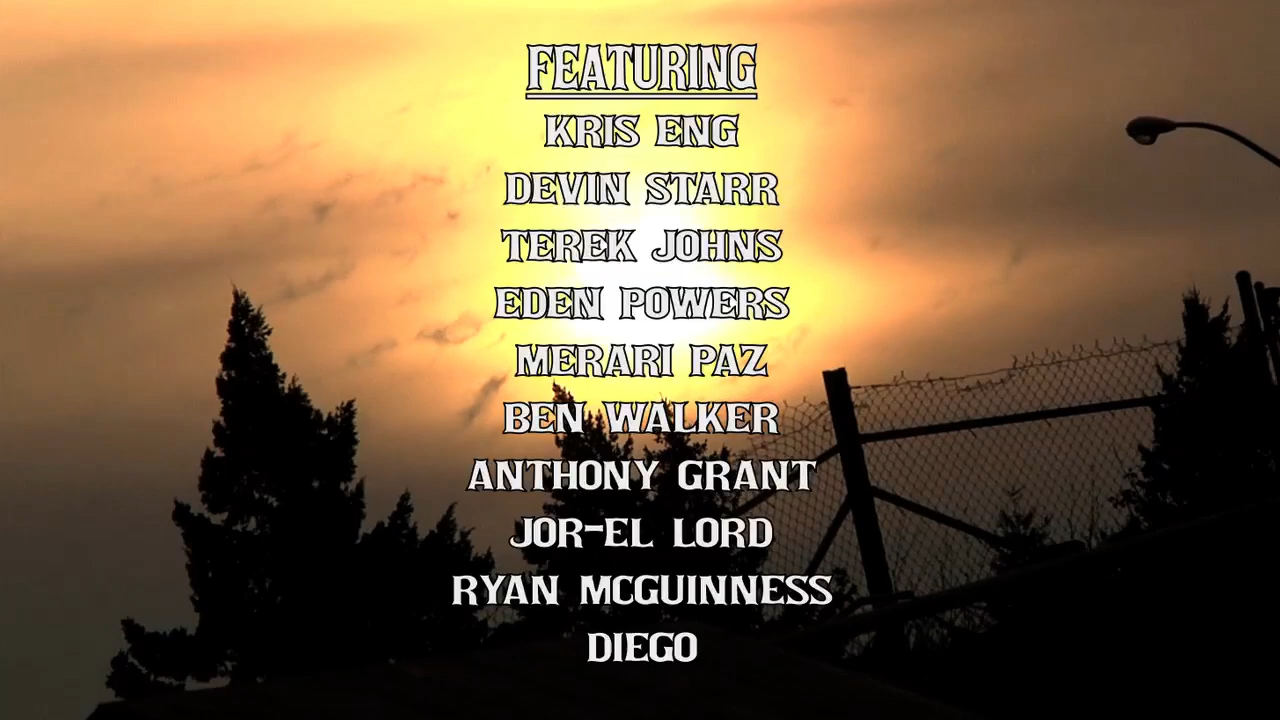 FEATURING
KRIS ENG
DEVIN STARR
TEREK JOHNS
EDEN POWERS
MERARI PAZ
BEN WALKER
ANTHONY GRANT
JOR-EL LORD
RYAN MCGUINNESS
DIEGO